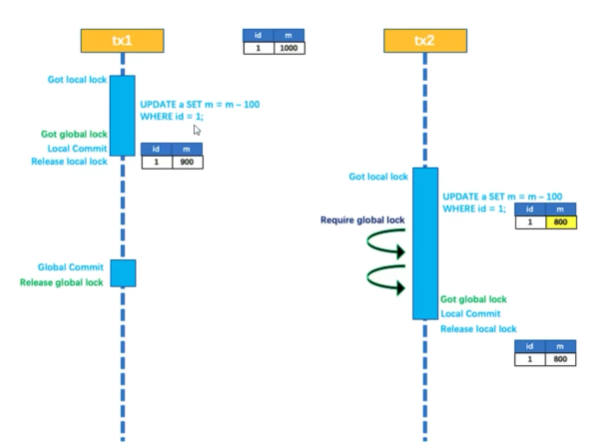 tx1
id m
1 1000
tx2
Got local lock
UPDATE a SET m = m – 100
WHERE id = 1;
Got global lock
Local Commit
Release local lock
id m
1 900
Got local lock
UPDATE a SET m = m – 100
WHERE id = 1;
id m
1 800
Require global lock
Global Commit
Release global lock
Got global lock
Local Commit
Release local lock
id m
1 800